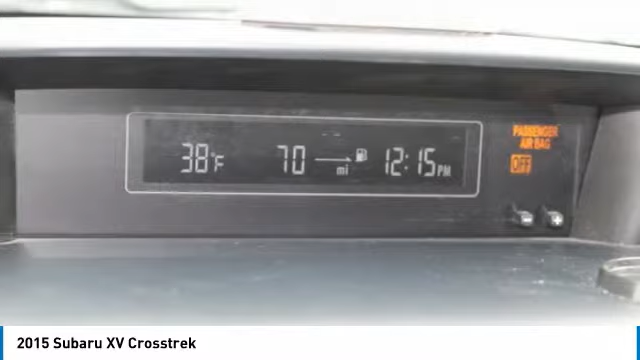 38°F 70 mi 12:15 PM
PASSENGER
AIR BAG
OFF
- +
2015 Subaru XV Crosstrek